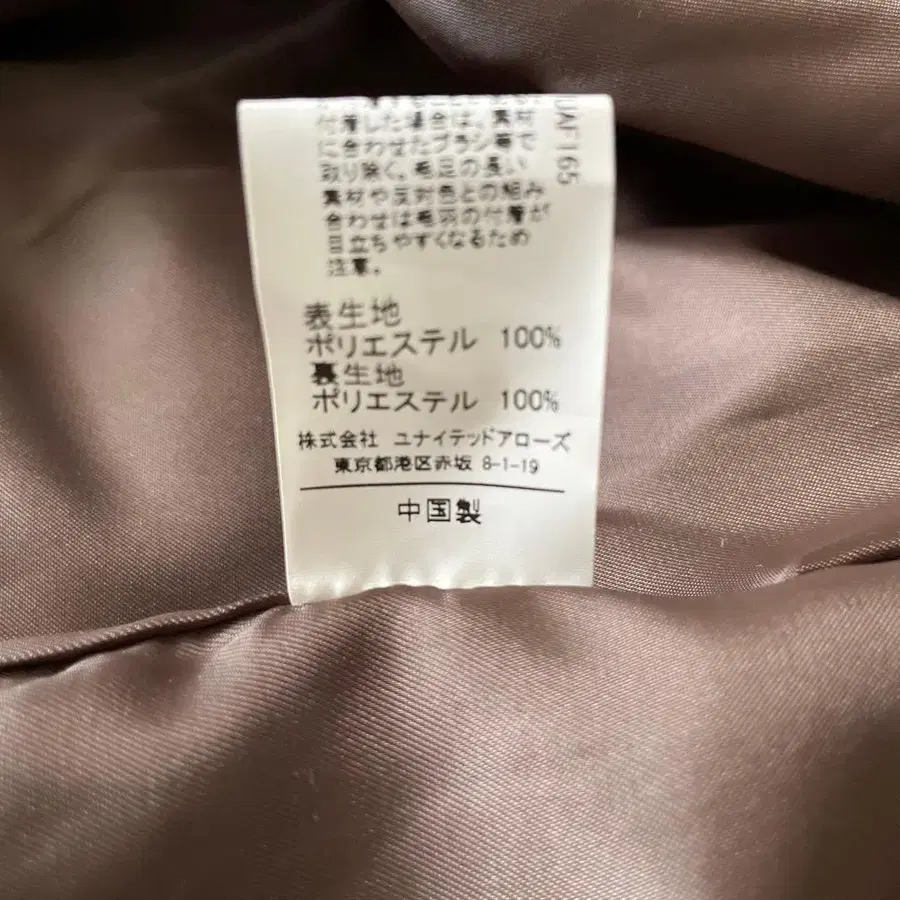 付着した場合は、素材
に合わせたブラシ等で
取り除く。毛足の長い
素材や反対色との組み
合わせは毛羽の付着が
目立ちやすくなるため
注意。
表生地
ポリエステル 100%
裏生地
ポリエステル 100%
株式会社 ユナイテッドアローズ
東京都港区赤坂 8-1-19
中国製
UAF165